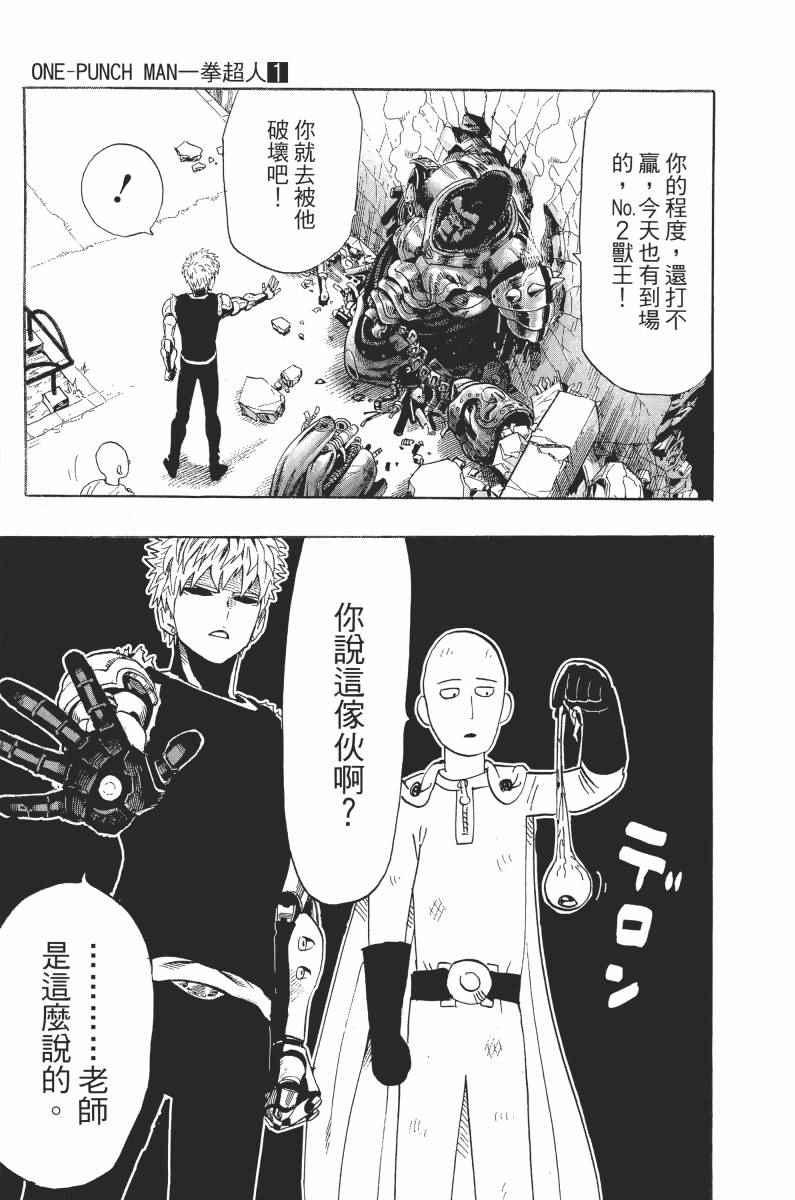 ONE-PUNCH MAN一拳超人1
你的程度，還打不
贏，今天也有到場
的，No.2獸王！
你就去被他
破壞吧！
！
你說這傢伙啊？
デロン
…………老師
是這麼說的。